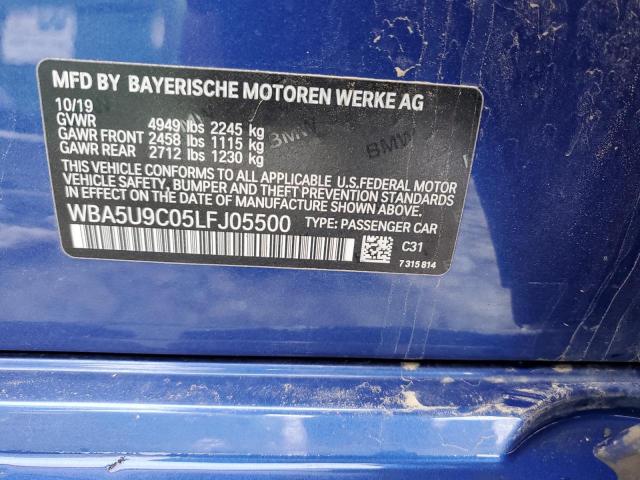 MFD BY BAYERISCHE MOTOREN WERKE AG
10/19
GVWR 4949 lbs 2245 kg
GAWR FRONT 2458 lbs 1115 kg
GAWR REAR 2712 lbs 1230 kg
THIS VEHICLE CONFORMS TO ALL APPLICABLE U.S.FEDERAL MOTOR
VEHICLE SAFETY, BUMPER AND THEFT PREVENTION STANDARDS
IN EFFECT ON THE DATE OF MANUFACTURE SHOWN ABOVE.
WBA5U9C05LFJ05500 TYPE: PASSENGER CAR
C31
7 315 814
BMW
BMW